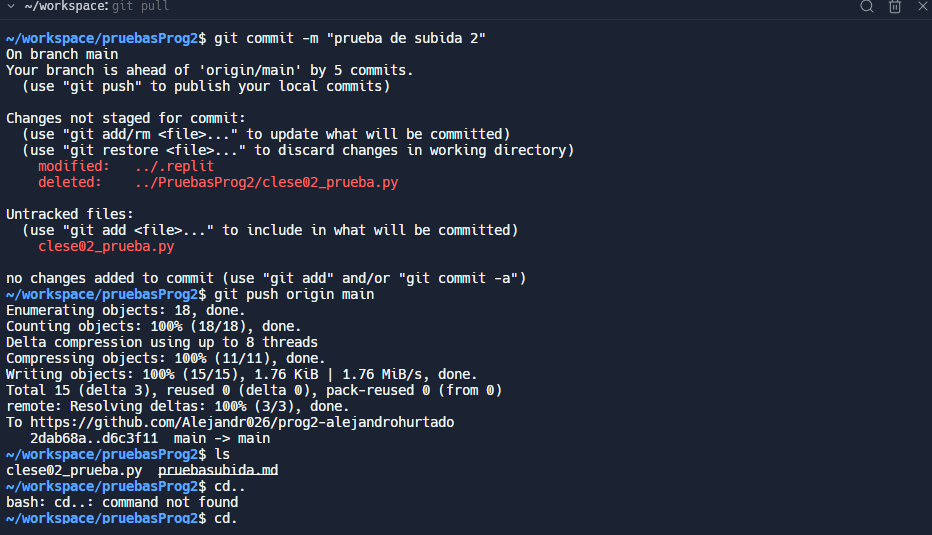 ~/workspace: git pull
~/workspace/pruebasProg2$ git commit -m "prueba de subida 2"
On branch main
Your branch is ahead of 'origin/main' by 5 commits.
  (use "git push" to publish your local commits)

Changes not staged for commit:
  (use "git add/rm <file>..." to update what will be committed)
  (use "git restore <file>..." to discard changes in working directory)
    modified:   ../.replit
    deleted:    ../PruebasProg2/clese02_prueba.py

Untracked files:
  (use "git add <file>..." to include in what will be committed)
    clese02_prueba.py

no changes added to commit (use "git add" and/or "git commit -a")
~/workspace/pruebasProg2$ git push origin main
Enumerating objects: 18, done.
Counting objects: 100% (18/18), done.
Delta compression using up to 8 threads
Compressing objects: 100% (11/11), done.
Writing objects: 100% (15/15), 1.76 KiB | 1.76 MiB/s, done.
Total 15 (delta 3), reused 0 (delta 0), pack-reused 0 (from 0)
remote: Resolving deltas: 100% (3/3), done.
To https://github.com/Alejandr026/prog2-alejandrohurtado
   2dab68a..d6c3f11  main -> main
~/workspace/pruebasProg2$ ls
clese02_prueba.py  pruebasubida.md
~/workspace/pruebasProg2$ cd..
bash: cd..: command not found
~/workspace/pruebasProg2$ cd.